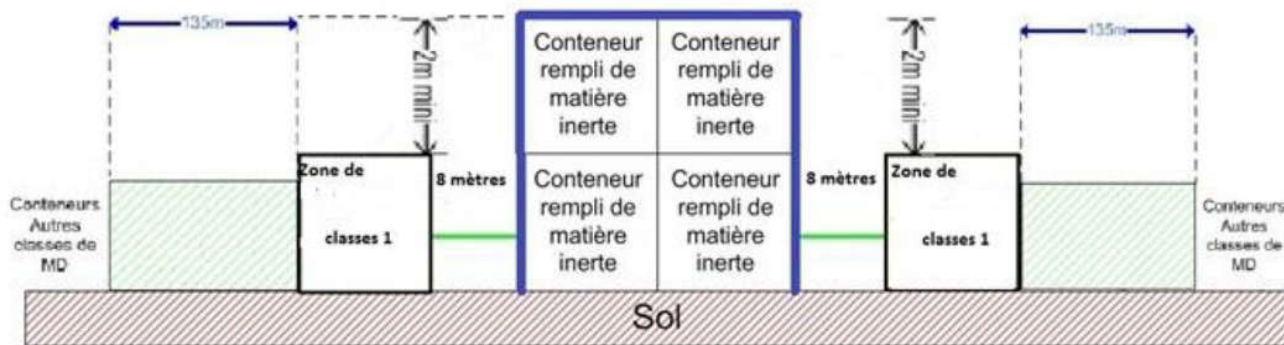 135m
2m mini
Conteneur
rempli de
matière
inerte
Conteneur
rempli de
matière
inerte
2m mini
135m
Conteneurs
Autres
classes de
MD
Zone de
classes 1
8 mètres
Conteneur
rempli de
matière
inerte
Conteneur
rempli de
matière
inerte
8 mètres
Zone de
classes 1
Conteneurs
Autres
classes de
MD
Sol